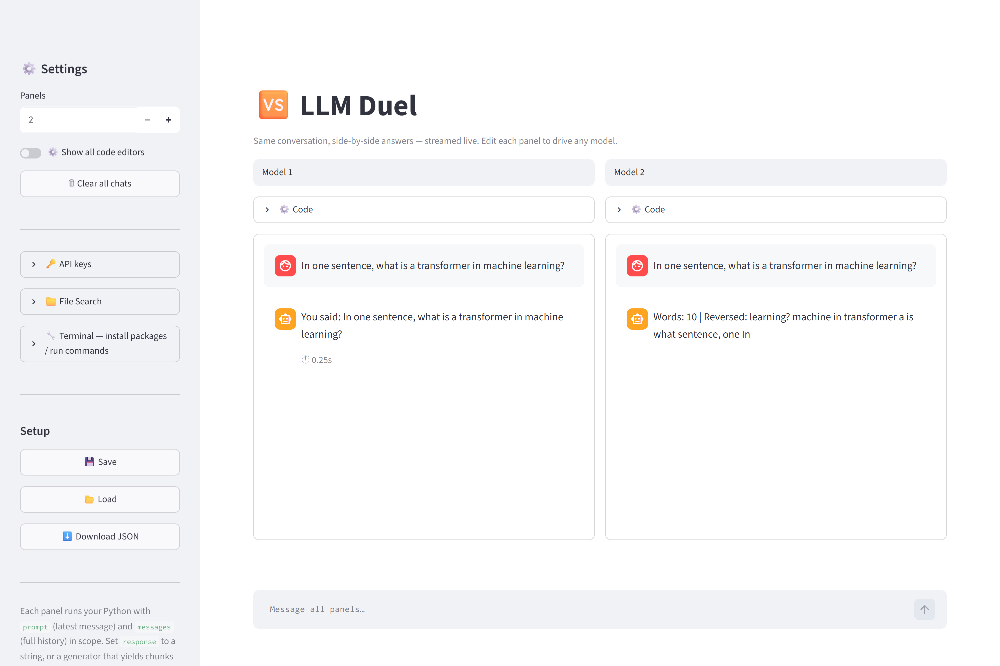 Settings
Panels
2
Show all code editors
Clear all chats
API keys
File Search
Terminal — install packages
/ run commands
Setup
Save
Load
Download JSON
Each panel runs your Python with
prompt (latest message) and messages
(full history) in scope. Set response to a
string, or a generator that yields chunks
VS LLM Duel
Same conversation, side-by-side answers — streamed live. Edit each panel to drive any model.
Model 1
Code
In one sentence, what is a transformer in machine learning?
You said: In one sentence, what is a transformer in machine
learning?
0.25s
Model 2
Code
In one sentence, what is a transformer in machine learning?
Words: 10 | Reversed: learning? machine in transformer a is
what sentence, one In
Message all panels…